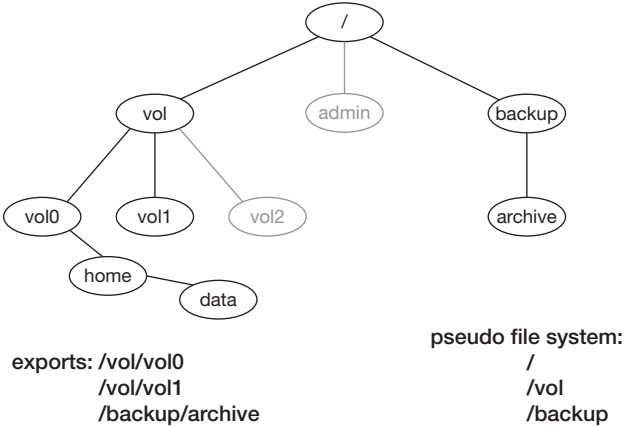 /
vol
admin
backup
vol0
vol1
vol2
archive
home
data
exports: /vol/vol0
/vol/vol1
/backup/archive
pseudo file system:
/
/vol
/backup